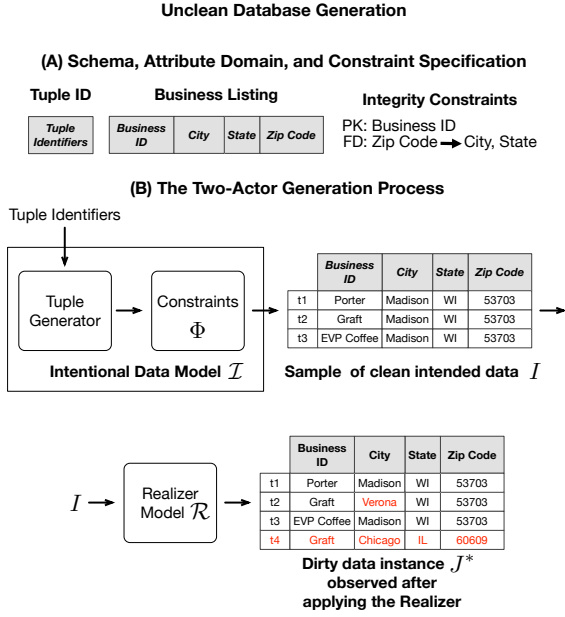 Unclean Database Generation
(A) Schema, Attribute Domain, and Constraint Specification
Tuple ID
Business Listing
Integrity Constraints
Tuple
Identifiers
Business
ID
City
State
Zip Code
PK: Business ID
FD: Zip Code → City, State
(B) The Two-Actor Generation Process
Tuple Identifiers
Tuple
Generator
Constraints
Φ
Intentional Data Model ℐ
Business
ID
City
State
Zip Code
t1 Porter Madison WI 53703
t2 Graft Madison WI 53703
t3 EVP Coffee Madison WI 53703
Sample of clean intended data I
I
Realizer
Model ℛ
Business
ID
City
State
Zip Code
t1 Porter Madison WI 53703
t2 Graft Verona WI 53703
t3 EVP Coffee Madison WI 53703
t4 Graft Chicago IL 60609
Dirty data instance J*
observed after
applying the Realizer